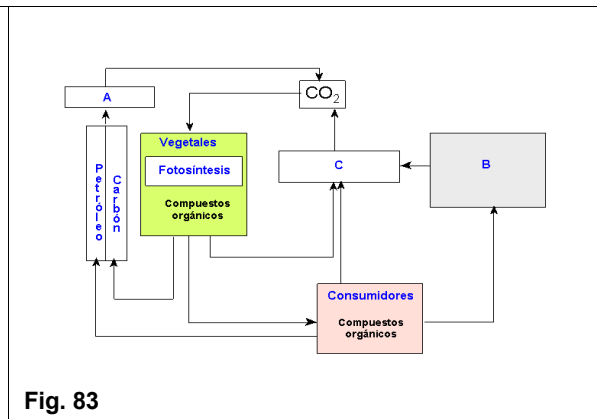 A
CO₂
Petróleo
Carbón
Vegetales
Fotosíntesis
Compuestos
orgánicos
C
B
Consumidores
Compuestos
orgánicos
Fig. 83